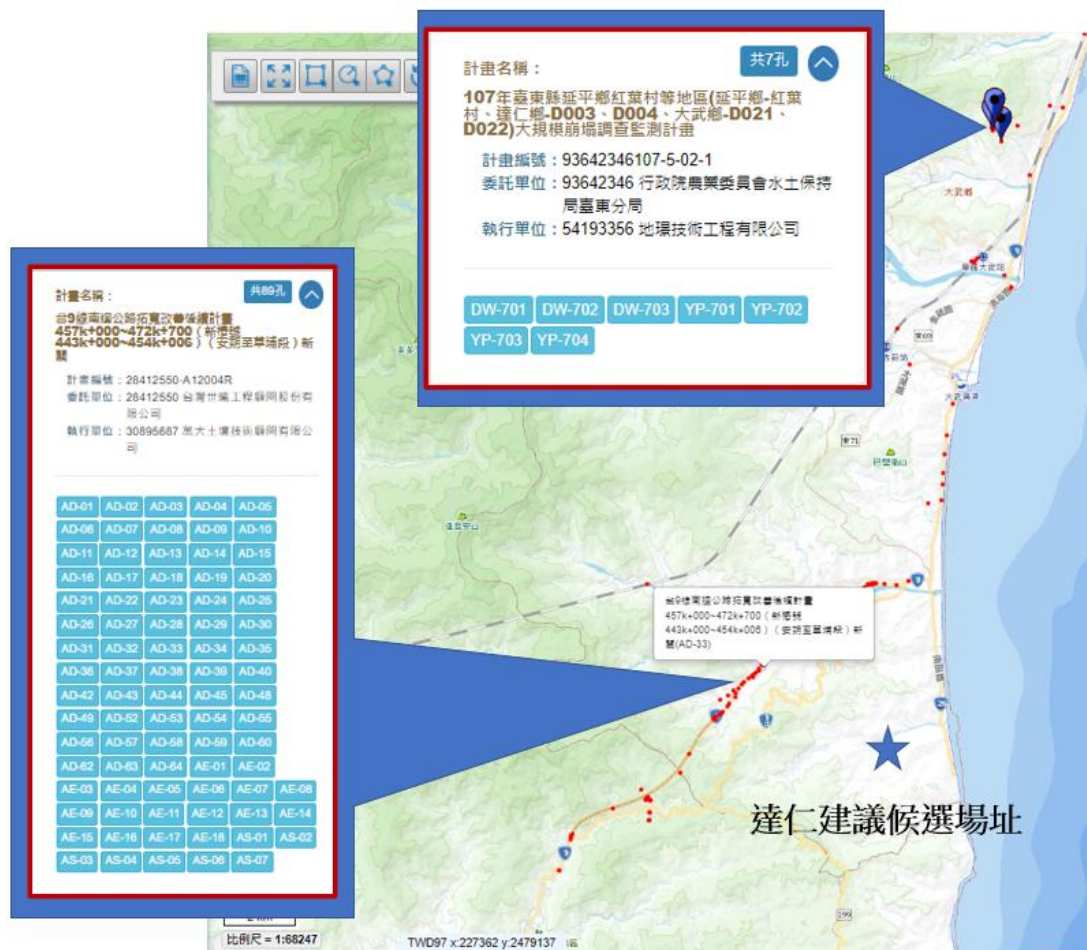 計畫名稱：
共7孔
107年臺東縣延平鄉紅葉村等地區(延平鄉-紅葉
村、達仁鄉-D003、D004、大武鄉-D021、
D022)大規模崩塌調查監測計畫
計畫編號：93642346107-5-02-1
委託單位：93642346 行政院農業委員會水土保持
局臺東分局
執行單位：54193356 地環技術工程有限公司
DW-701 DW-702 DW-703 YP-701 YP-702
YP-703 YP-704
計畫名稱：
共89孔
台9線南迴公路拓寬改善後續計畫
457k+000~472k+700（新樁號
443k+000~454k+006）（安朔至草埔段）新
闢
計畫編號：28412550-A12004R
委託單位：28412550 台灣世曦工程顧問股份有
限公司
執行單位：30895687 萬大土壤技術顧問有限公
司
AD-01 AD-02 AD-03 AD-04 AD-05
AD-06 AD-07 AD-08 AD-09 AD-10
AD-11 AD-12 AD-13 AD-14 AD-15
AD-16 AD-17 AD-18 AD-19 AD-20
AD-21 AD-22 AD-23 AD-24 AD-25
AD-26 AD-27 AD-28 AD-29 AD-30
AD-31 AD-32 AD-33 AD-34 AD-35
AD-36 AD-37 AD-38 AD-39 AD-40
AD-42 AD-43 AD-44 AD-45 AD-48
AD-49 AD-52 AD-53 AD-54 AD-55
AD-56 AD-57 AD-58 AD-59 AD-60
AD-62 AD-63 AD-64 AE-01 AE-02
AE-03 AE-04 AE-05 AE-06 AE-07 AE-08
AE-09 AE-10 AE-11 AE-12 AE-13 AE-14
AE-15 AE-16 AE-17 AE-18 AS-01 AS-02
AS-03 AS-04 AS-05 AS-06 AS-07
大武鄉
9
東71
巴塱衛山
9
台9線南迴公路拓寬改善後續計畫
457k+000~472k+700（新樁號
443k+000~454k+006）（安朔至草埔段）新
闢(AD-33)
達仁建議候選場址
9
199
比例尺 = 1:68247
TWD97 x:227362 y:2479137